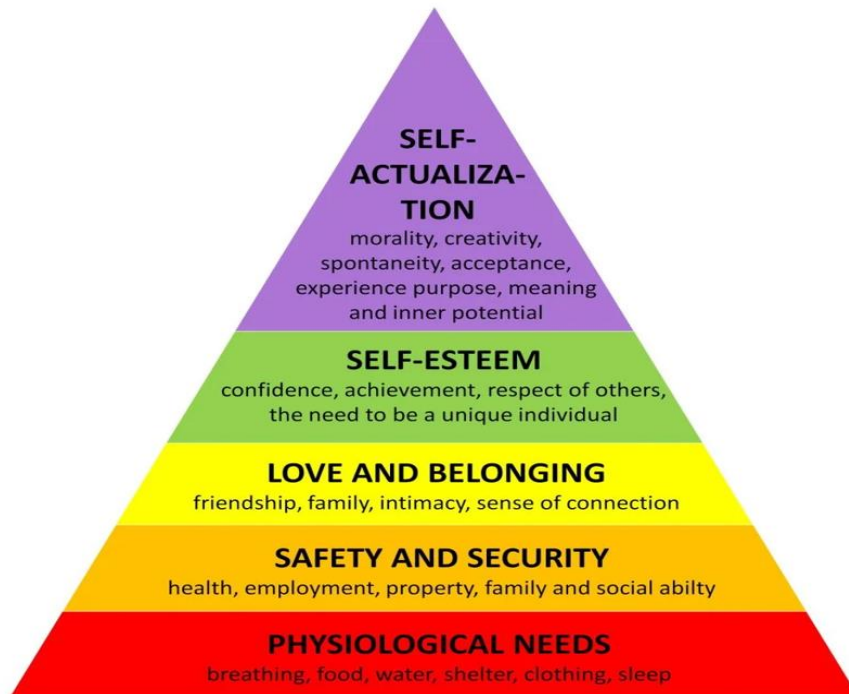 SELF-
ACTUALIZA-
TION
morality, creativity,
spontaneity, acceptance,
experience purpose, meaning
and inner potential
SELF-ESTEEM
confidence, achievement, respect of others,
the need to be a unique individual
LOVE AND BELONGING
friendship, family, intimacy, sense of connection
SAFETY AND SECURITY
health, employment, property, family and social abilty
PHYSIOLOGICAL NEEDS
breathing, food, water, shelter, clothing, sleep